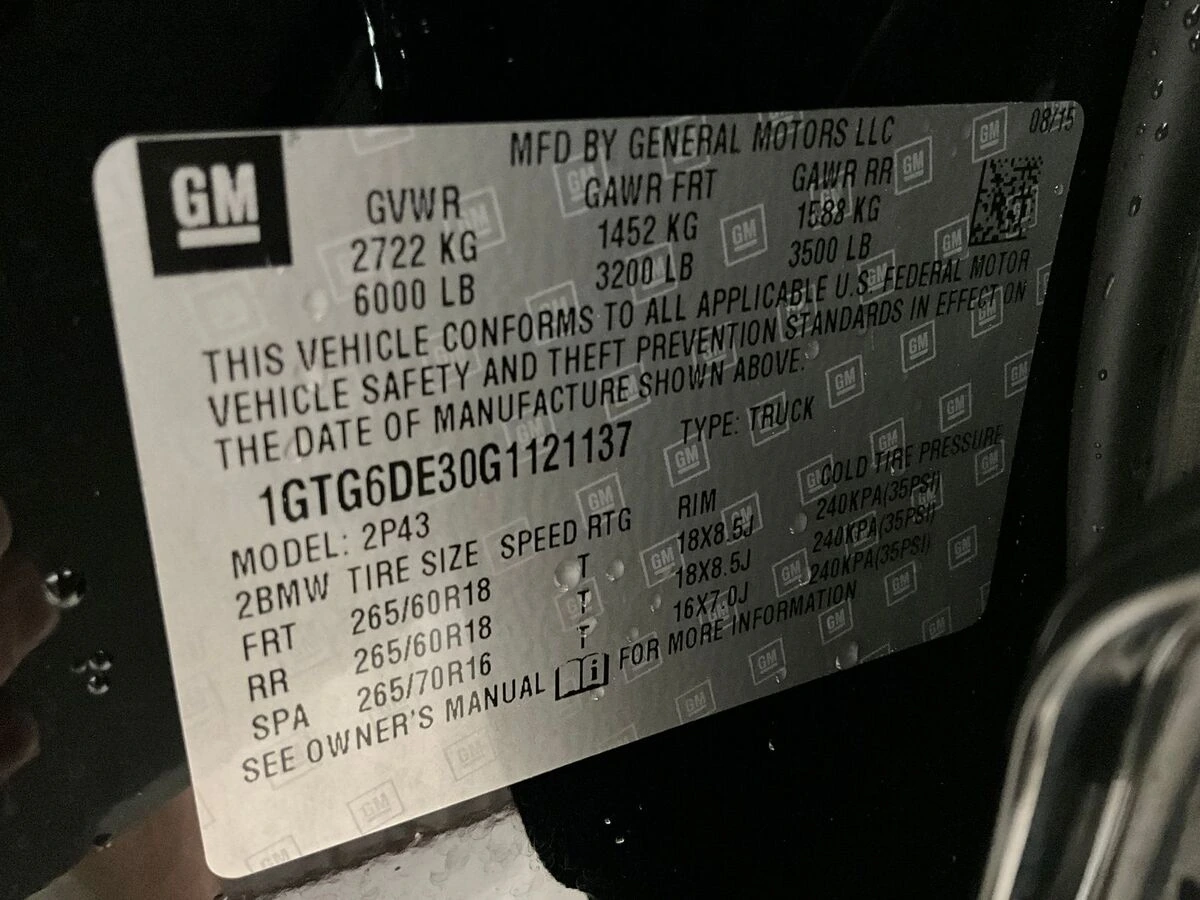 GM
MFD BY GENERAL MOTORS LLC
08/15
GVWR GAWR FRT GAWR RR
2722 KG 1452 KG 1588 KG
6000 LB 3200 LB 3500 LB
THIS VEHICLE CONFORMS TO ALL APPLICABLE U.S. FEDERAL MOTOR
VEHICLE SAFETY AND THEFT PREVENTION STANDARDS IN EFFECT ON
THE DATE OF MANUFACTURE SHOWN ABOVE.
1GTG6DE30G1121137 TYPE: TRUCK
MODEL: 2P43
2BMW TIRE SIZE SPEED RTG RIM COLD TIRE PRESSURE
FRT 265/60R18 T 18X8.5J 240KPA(35PSI)
RR 265/60R18 T 18X8.5J 240KPA(35PSI)
SPA 265/70R16 T 16X7.0J 240KPA(35PSI)
SEE OWNER'S MANUAL FOR MORE INFORMATION